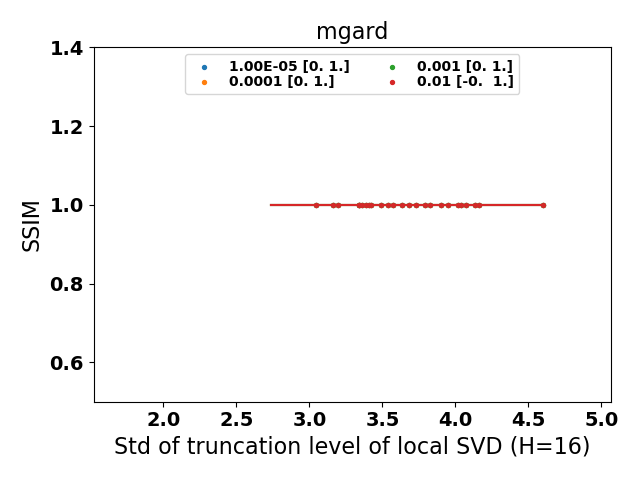 mgard
1.4
1.2
1.0
0.8
0.6
SSIM
1.00E-05 [0. 1.]
0.0001 [0. 1.]
0.001 [0. 1.]
0.01 [-0.  1.]
2.0 2.5 3.0 3.5 4.0 4.5 5.0
Std of truncation level of local SVD (H=16)